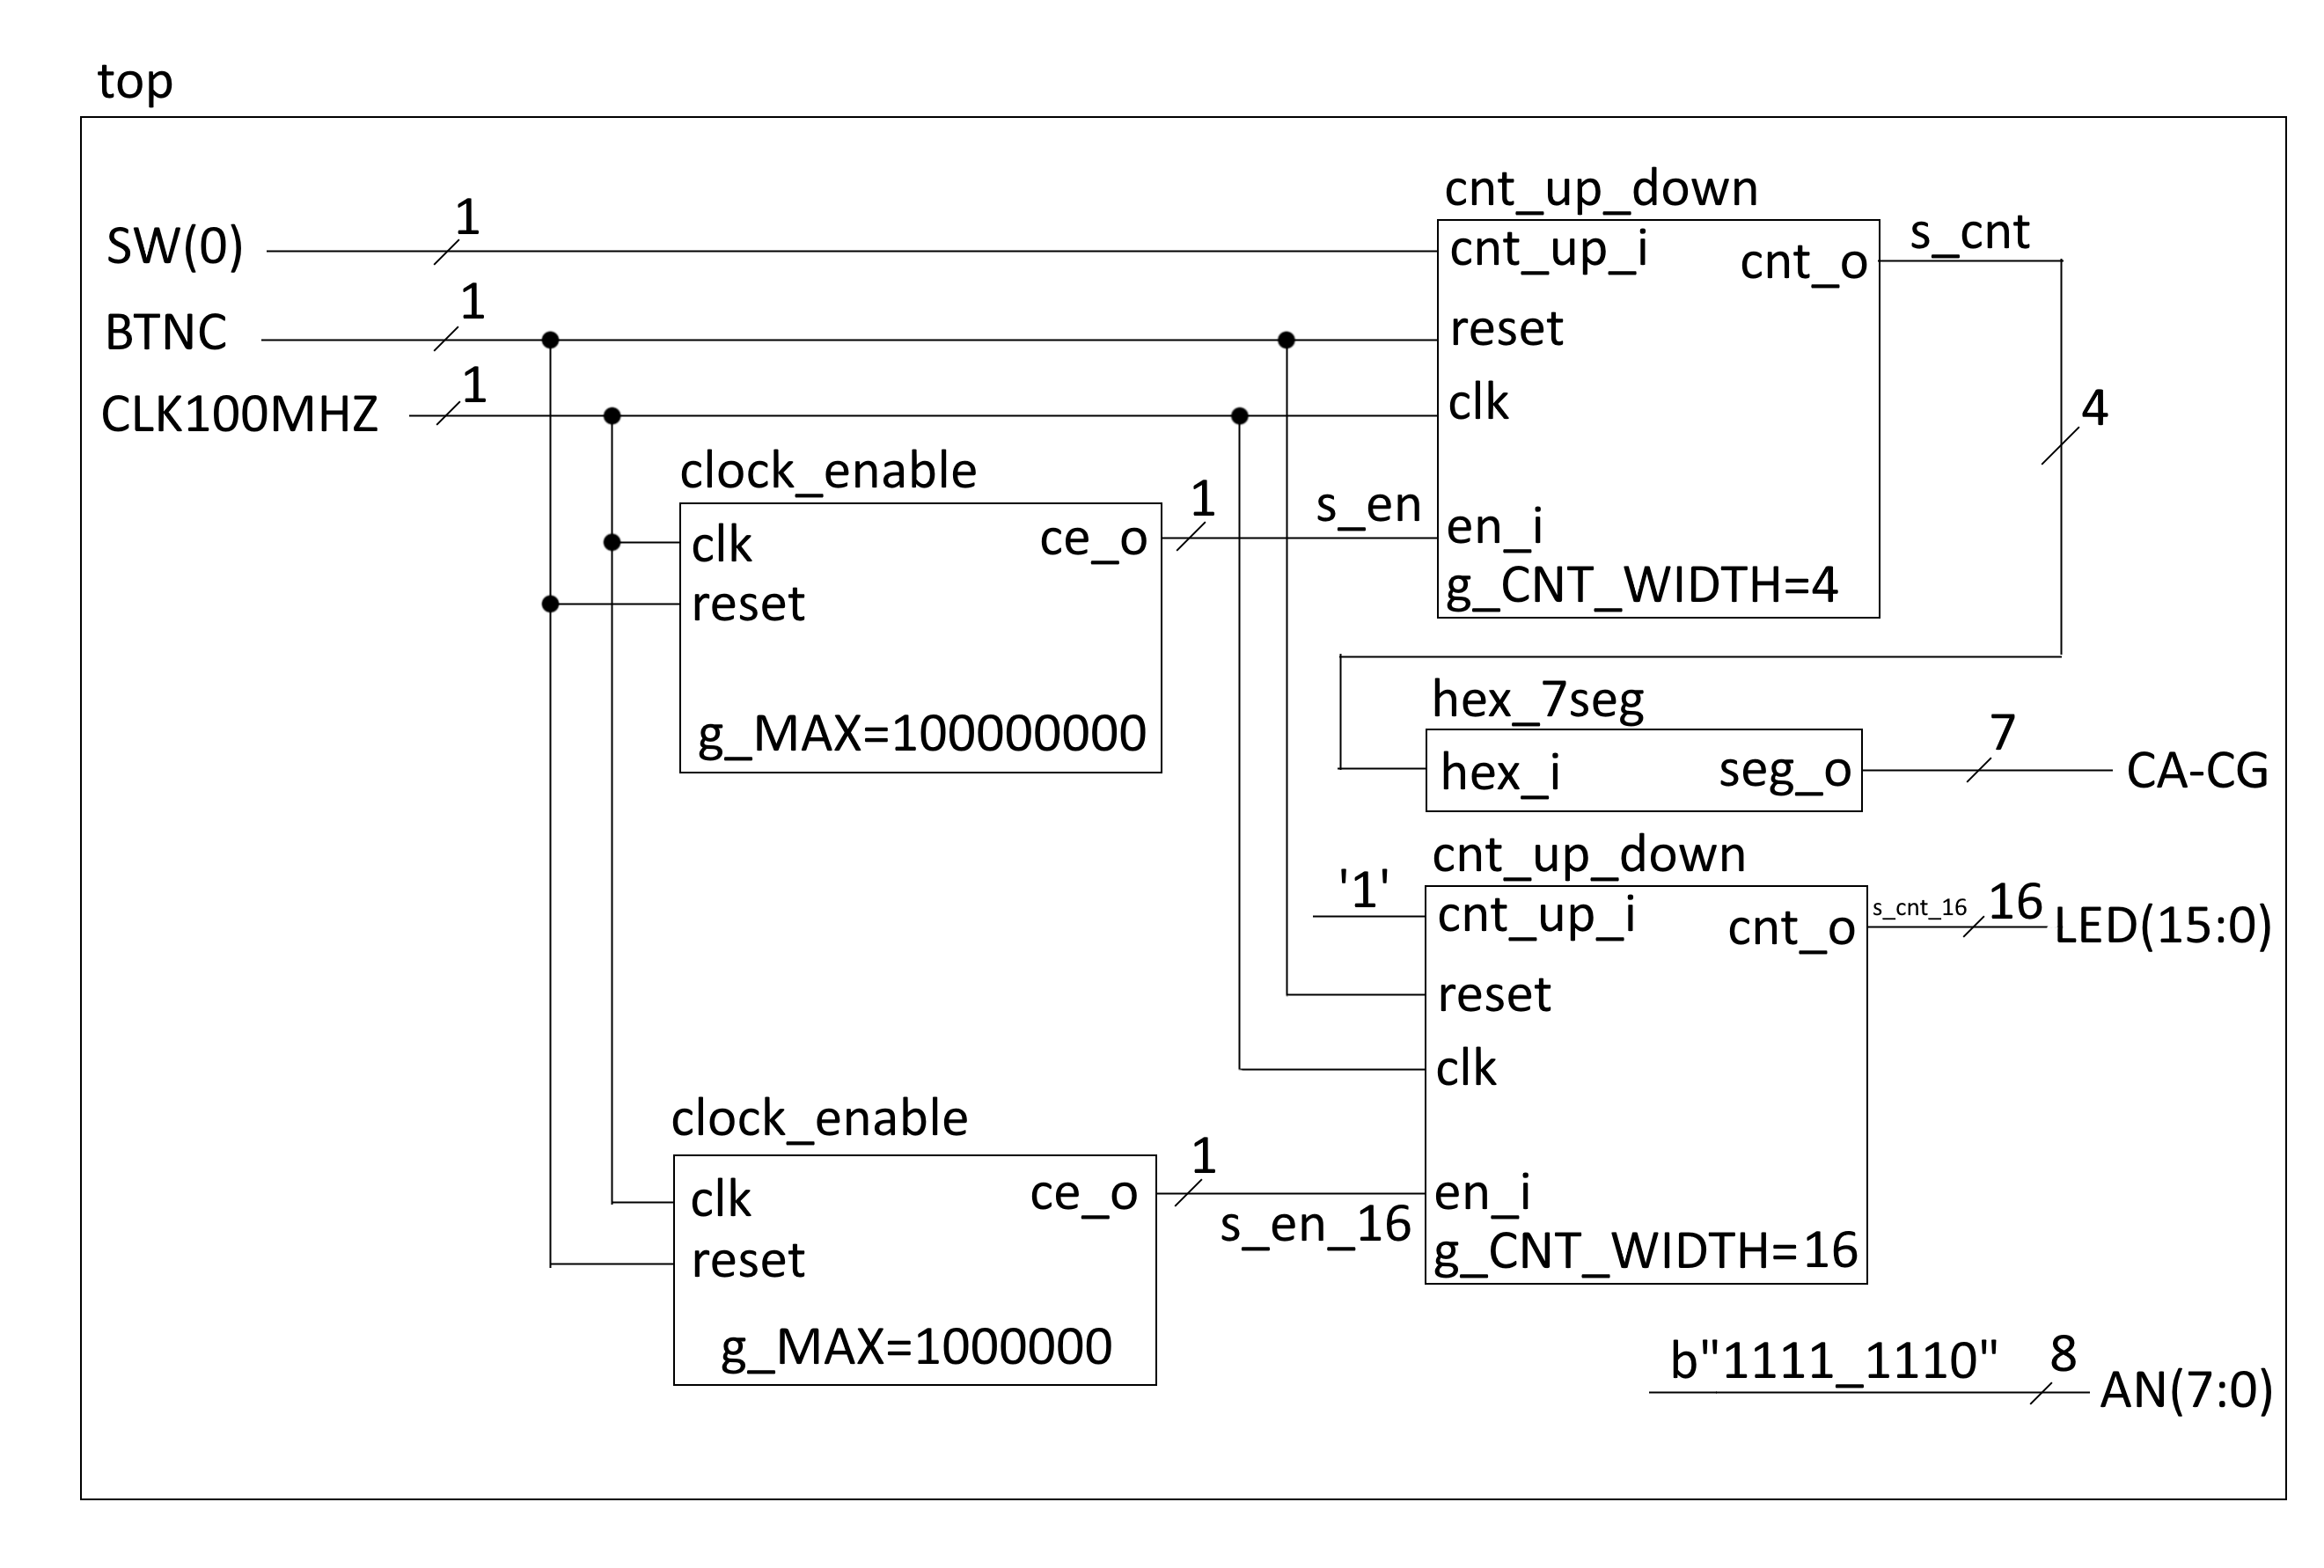 top
SW(0)
1
BTNC
1
CLK100MHZ
1
cnt_up_down
cnt_up_i
cnt_o
reset
clk
en_i
g_CNT_WIDTH=4
s_cnt
4
clock_enable
clk
ce_o
reset
g_MAX=100000000
1
s_en
hex_7seg
hex_i
seg_o
7
CA-CG
cnt_up_down
'1'
cnt_up_i
cnt_o
reset
clk
en_i
g_CNT_WIDTH=16
s_cnt_16
16
LED(15:0)
clock_enable
clk
ce_o
reset
g_MAX=1000000
1
s_en_16
b"1111_1110"
8
AN(7:0)